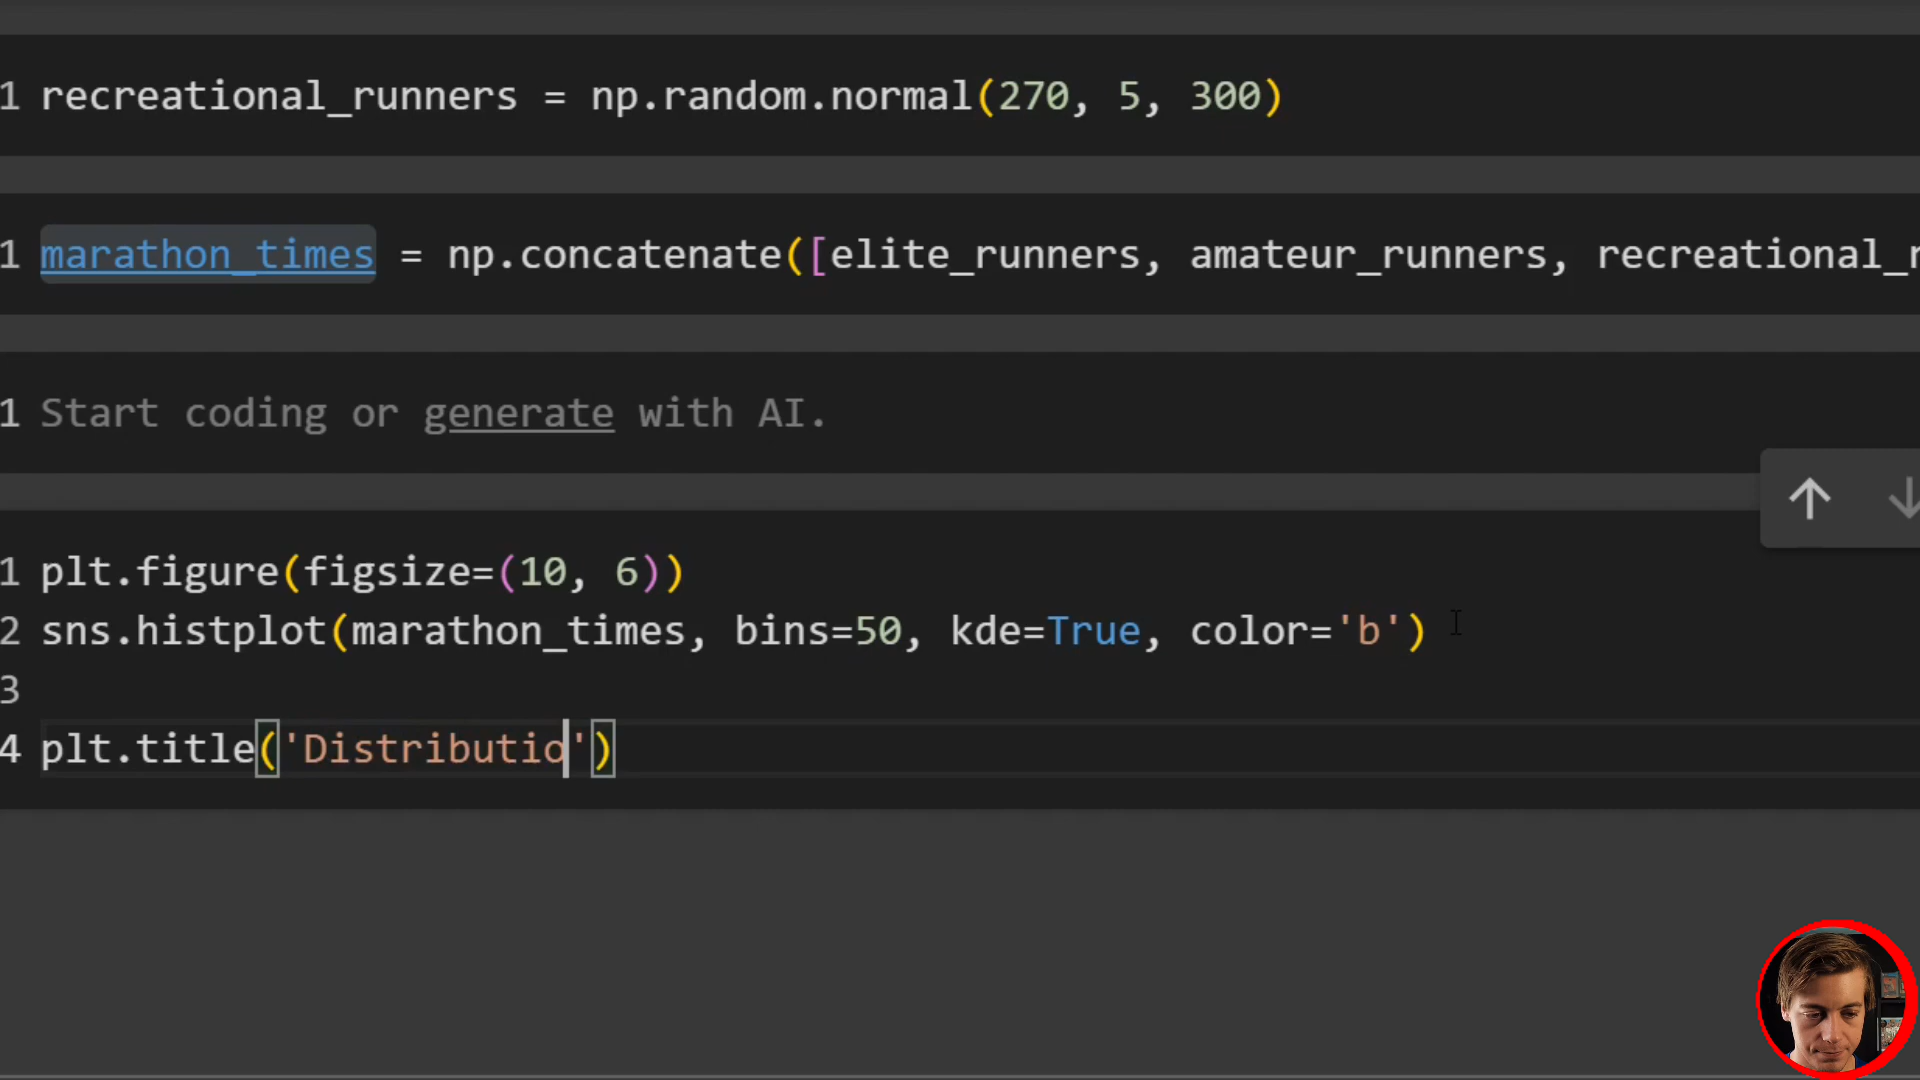 1 recreational_runners = np.random.normal(270, 5, 300)
1 marathon_times = np.concatenate([elite_runners, amateur_runners, recreational_r
1 Start coding or generate with AI.
1 plt.figure(figsize=(10, 6))
2 sns.histplot(marathon_times, bins=50, kde=True, color='b')
3
4 plt.title('Distributio')